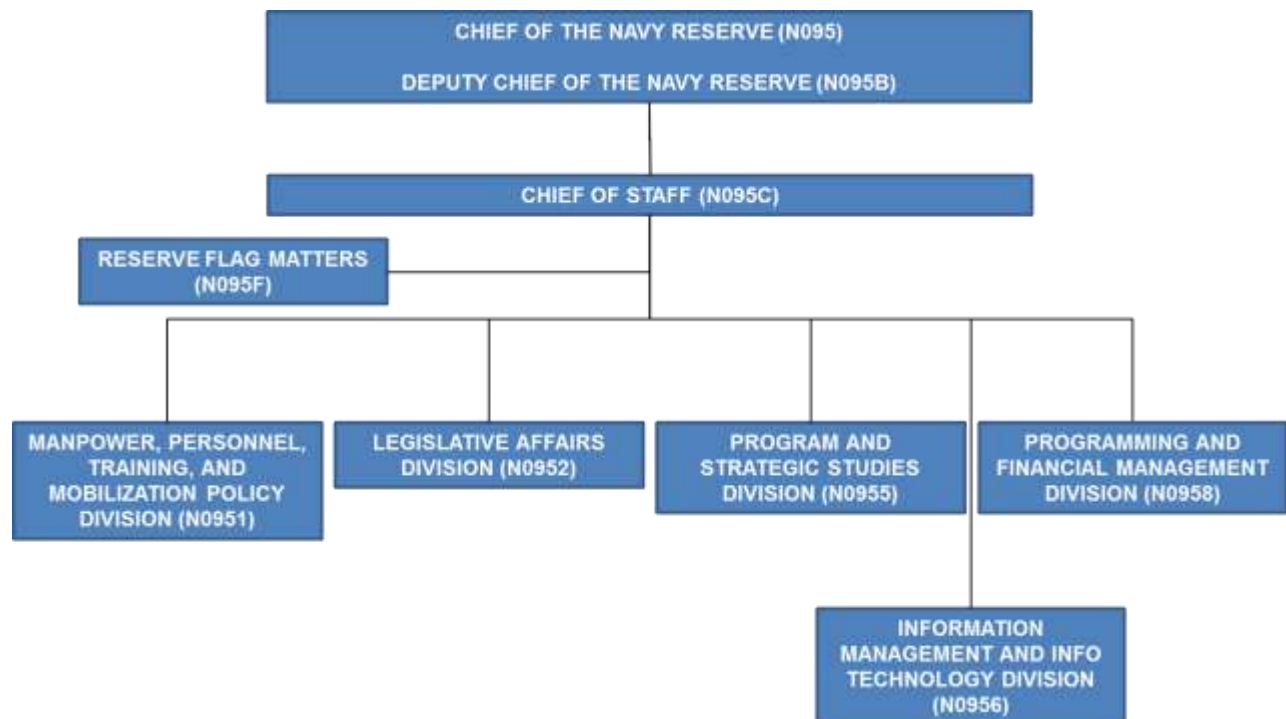 CHIEF OF THE NAVY RESERVE (N095)
DEPUTY CHIEF OF THE NAVY RESERVE (N095B)
CHIEF OF STAFF (N095C)
RESERVE FLAG MATTERS
(N095F)
MANPOWER, PERSONNEL,
TRAINING, AND
MOBILIZATION POLICY
DIVISION (N0951)
LEGISLATIVE AFFAIRS
DIVISION (N0952)
PROGRAM AND
STRATEGIC STUDIES
DIVISION (N0955)
PROGRAMMING AND
FINANCIAL MANAGEMENT
DIVISION (N0958)
INFORMATION
MANAGEMENT AND INFO
TECHNOLOGY DIVISION
(N0956)